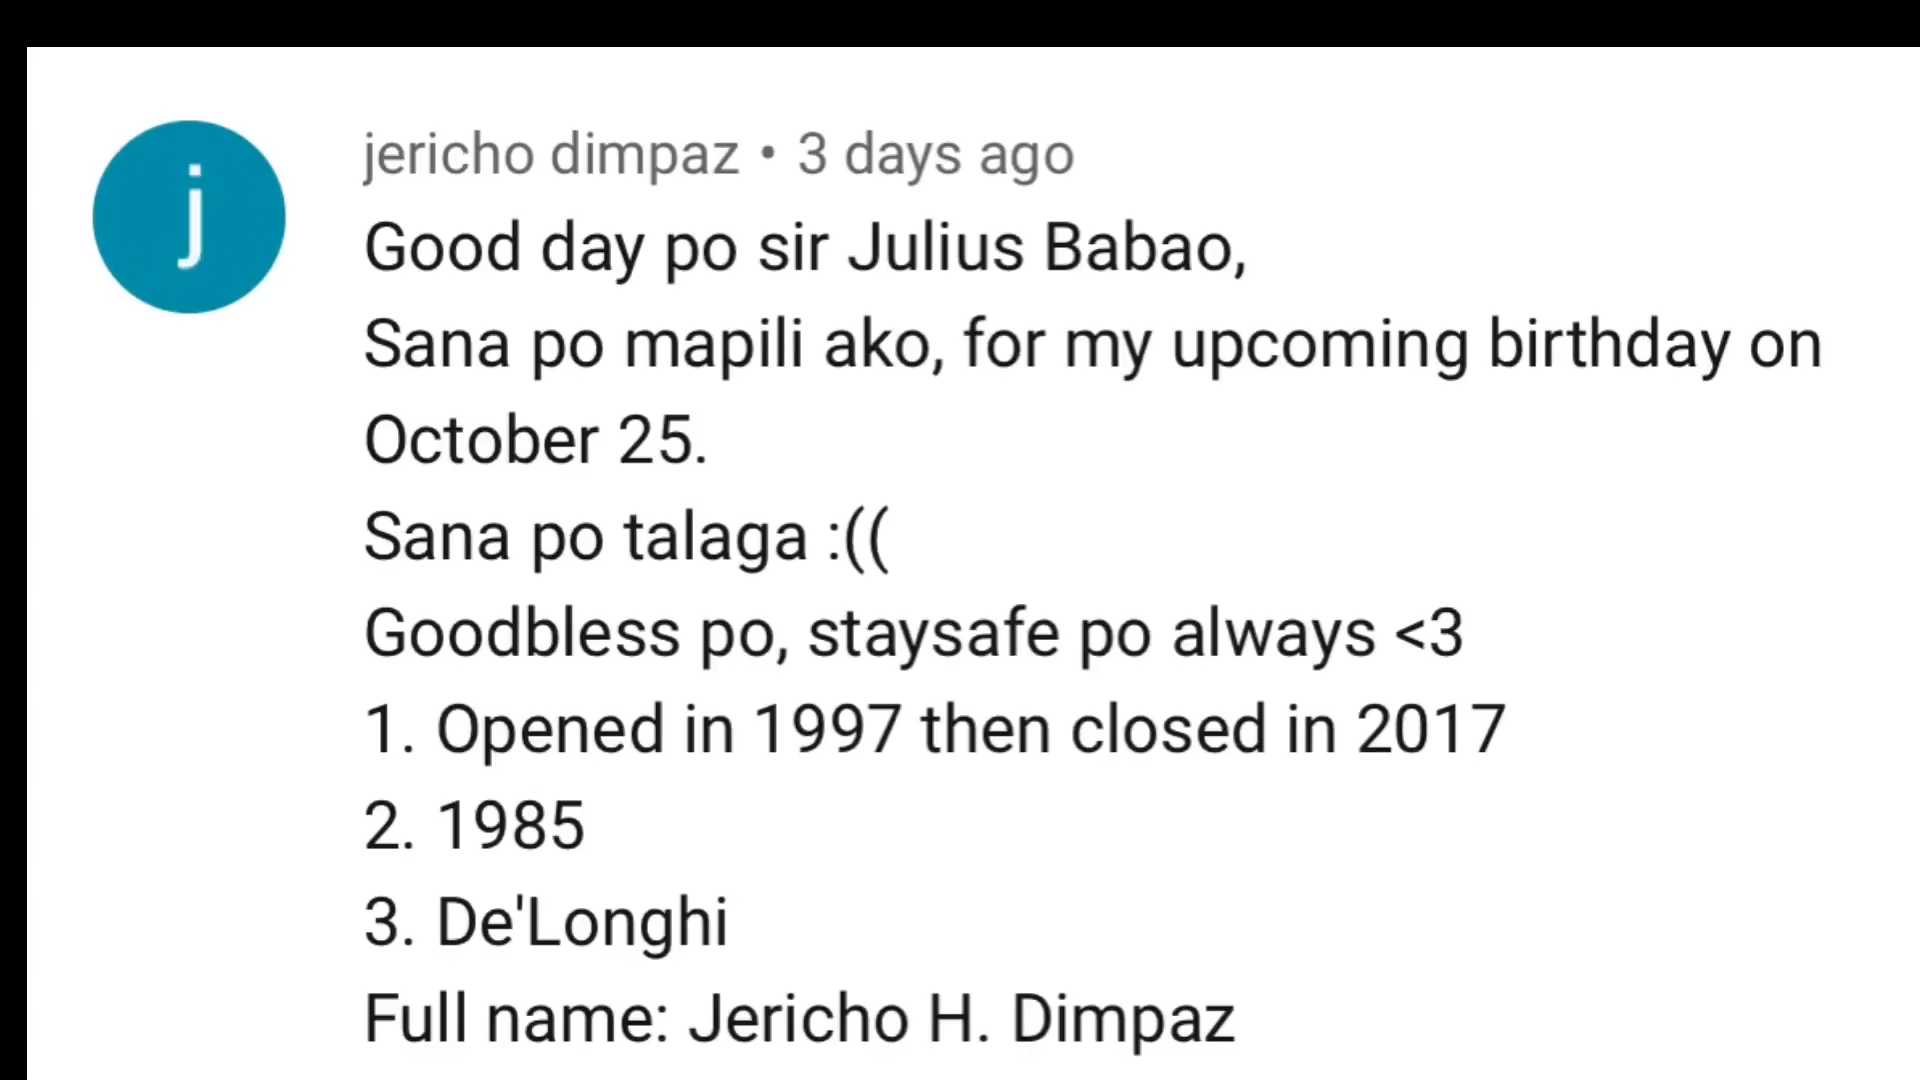 j
jericho dimpaz • 3 days ago
Good day po sir Julius Babao,
Sana po mapili ako, for my upcoming birthday on
October 25.
Sana po talaga :((
Goodbless po, staysafe po always <3
1. Opened in 1997 then closed in 2017
2. 1985
3. De'Longhi
Full name: Jericho H. Dimpaz